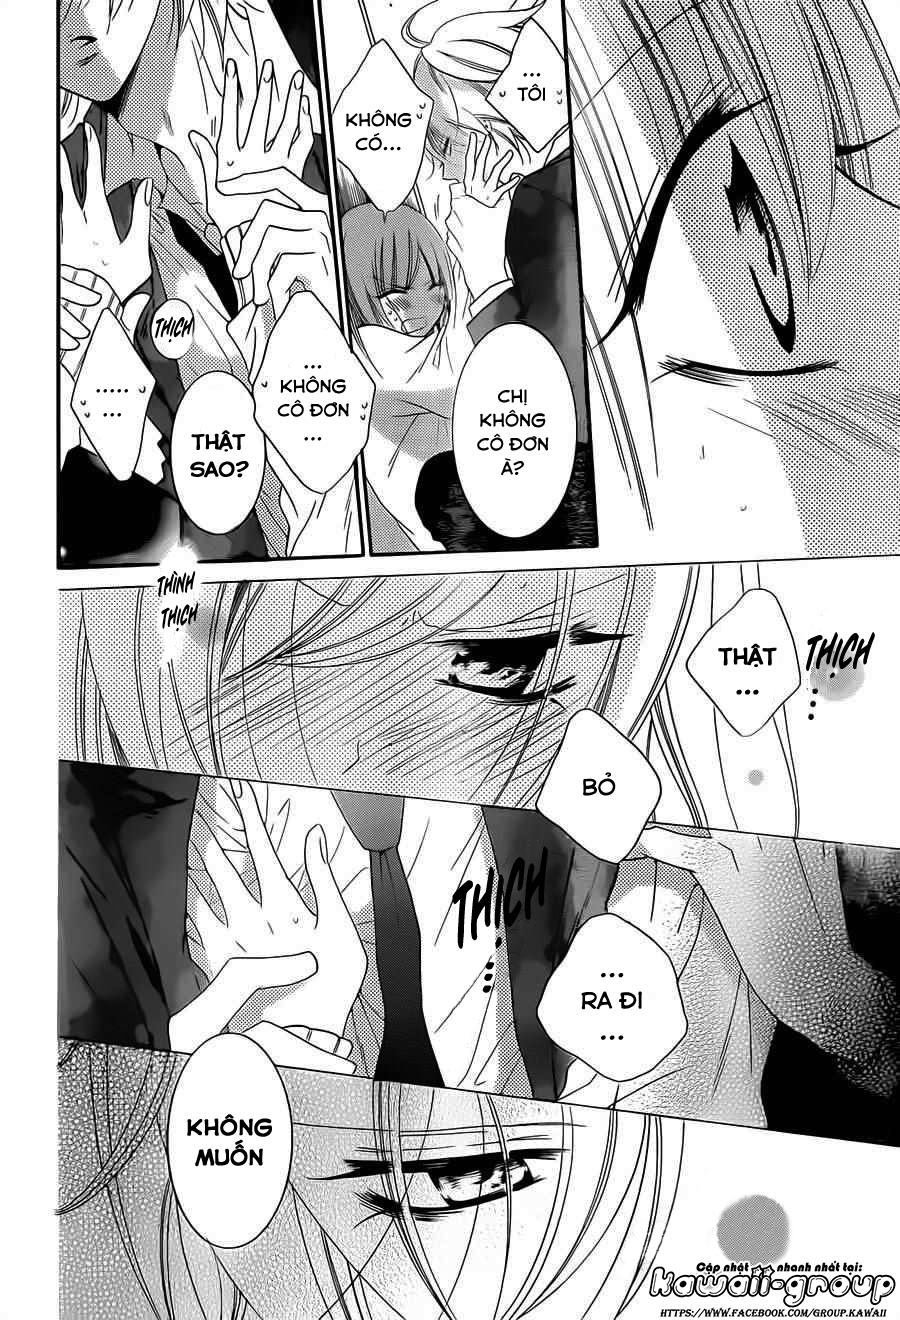 ...
TÔI
KHÔNG
CÓ...
CHỊ
KHÔNG
CÔ ĐƠN
À?
...
KHÔNG
CÔ ĐƠN
...
THỊCH
THẬT
SAO?
.....
...
THÌNH
THỊCH
THẬT
...
THỊCH
...
BỎ
THỊCH
...
...
RA ĐI
...
KHÔNG
MUỐN
Cập nhật nhanh nhất tại:
kawaii-group
HTTPS://WWW.FACEBOOK.COM/GROUP.KAWAII